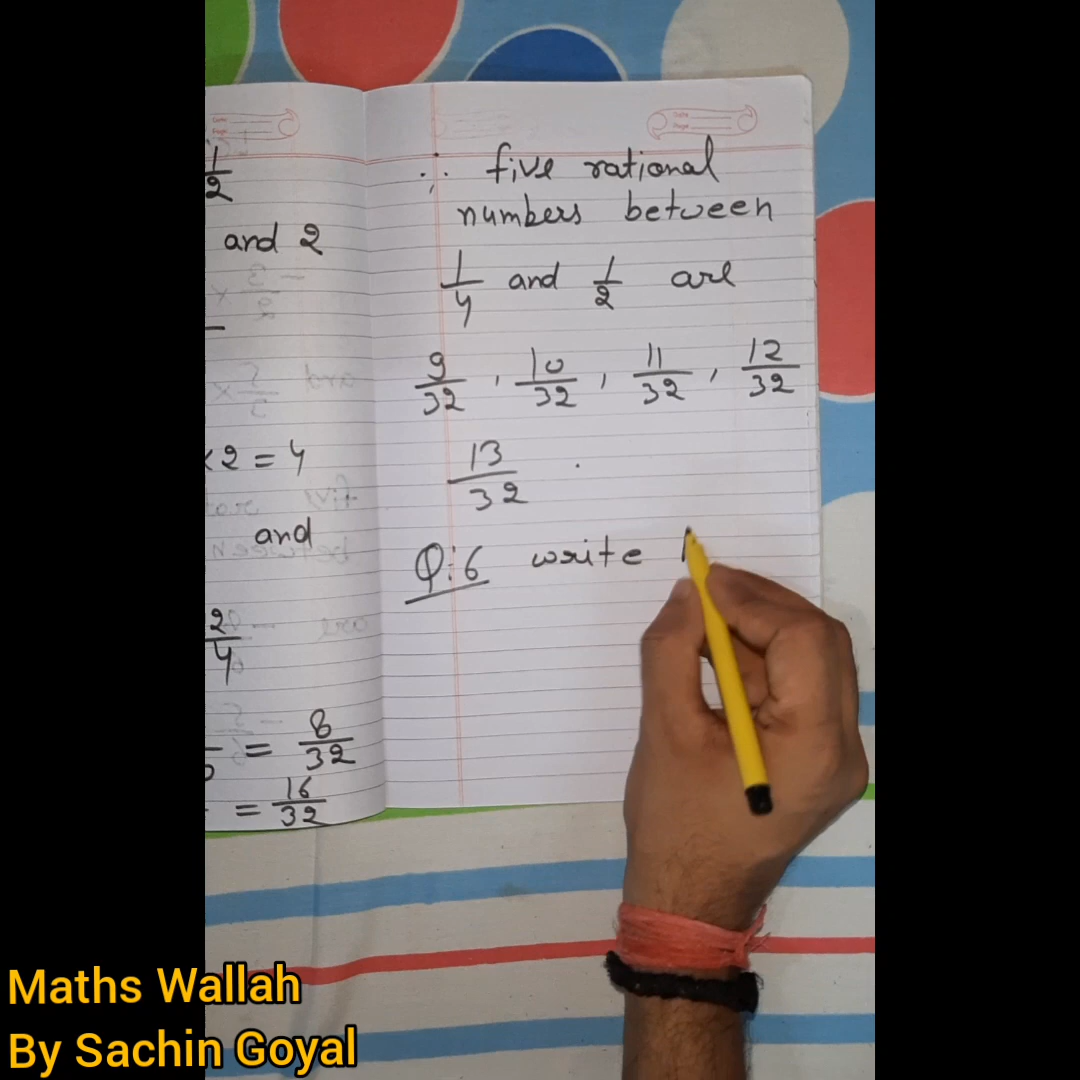 1/2
and 2
×2 = 4
and
2/4
= 8/32
= 16/32
∴ five rational
numbers between
1/4 and 1/2 are
9/32 , 10/32 , 11/32 , 12/32
13/32 .
Q:6 write
Maths Wallah
By Sachin Goyal